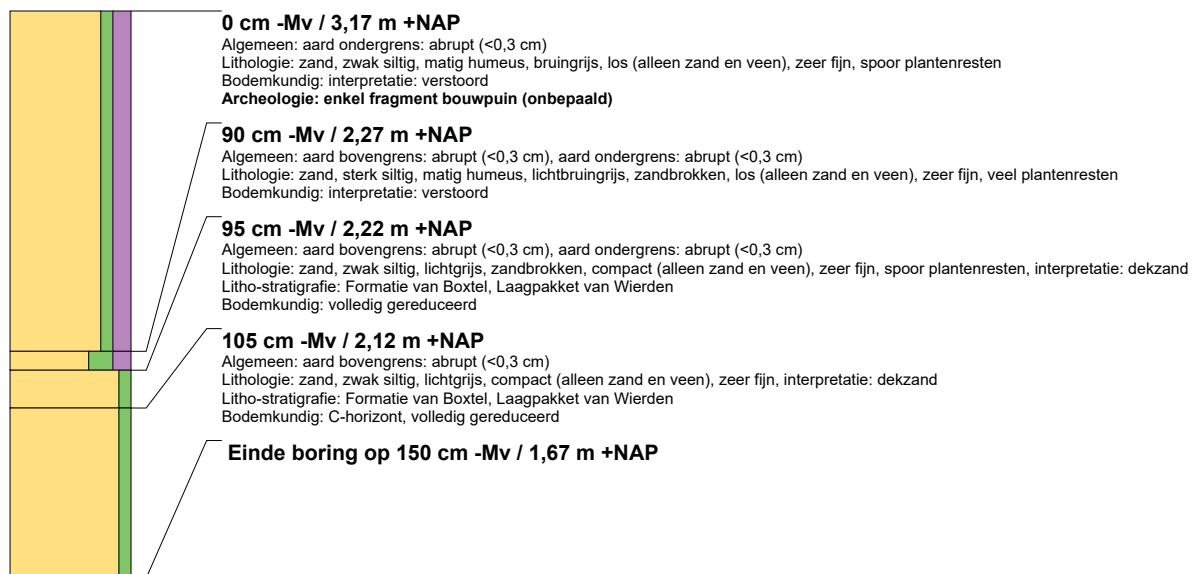 0 cm -Mv / 3,17 m +NAP
Algemeen: aard ondergrens: abrupt (<0,3 cm)
Lithologie: zand, zwak siltig, matig humeus, bruingrijs, los (alleen zand en veen), zeer fijn, spoor plantenresten
Bodemkundig: interpretatie: verstoord
Archeologie: enkel fragment bouwpuin (onbepaald)
90 cm -Mv / 2,27 m +NAP
Algemeen: aard bovengrens: abrupt (<0,3 cm), aard ondergrens: abrupt (<0,3 cm)
Lithologie: zand, sterk siltig, matig humeus, lichtbruingrijs, zandbrokken, los (alleen zand en veen), zeer fijn, veel plantenresten
Bodemkundig: interpretatie: verstoord
95 cm -Mv / 2,22 m +NAP
Algemeen: aard bovengrens: abrupt (<0,3 cm), aard ondergrens: abrupt (<0,3 cm)
Lithologie: zand, zwak siltig, lichtgrijs, zandbrokken, compact (alleen zand en veen), zeer fijn, spoor plantenresten, interpretatie: dekzand
Litho-stratigrafie: Formatie van Boxtel, Laagpakket van Wierden
Bodemkundig: volledig gereduceerd
105 cm -Mv / 2,12 m +NAP
Algemeen: aard bovengrens: abrupt (<0,3 cm)
Lithologie: zand, zwak siltig, lichtgrijs, compact (alleen zand en veen), zeer fijn, interpretatie: dekzand
Litho-stratigrafie: Formatie van Boxtel, Laagpakket van Wierden
Bodemkundig: C-horizont, volledig gereduceerd
Einde boring op 150 cm -Mv / 1,67 m +NAP